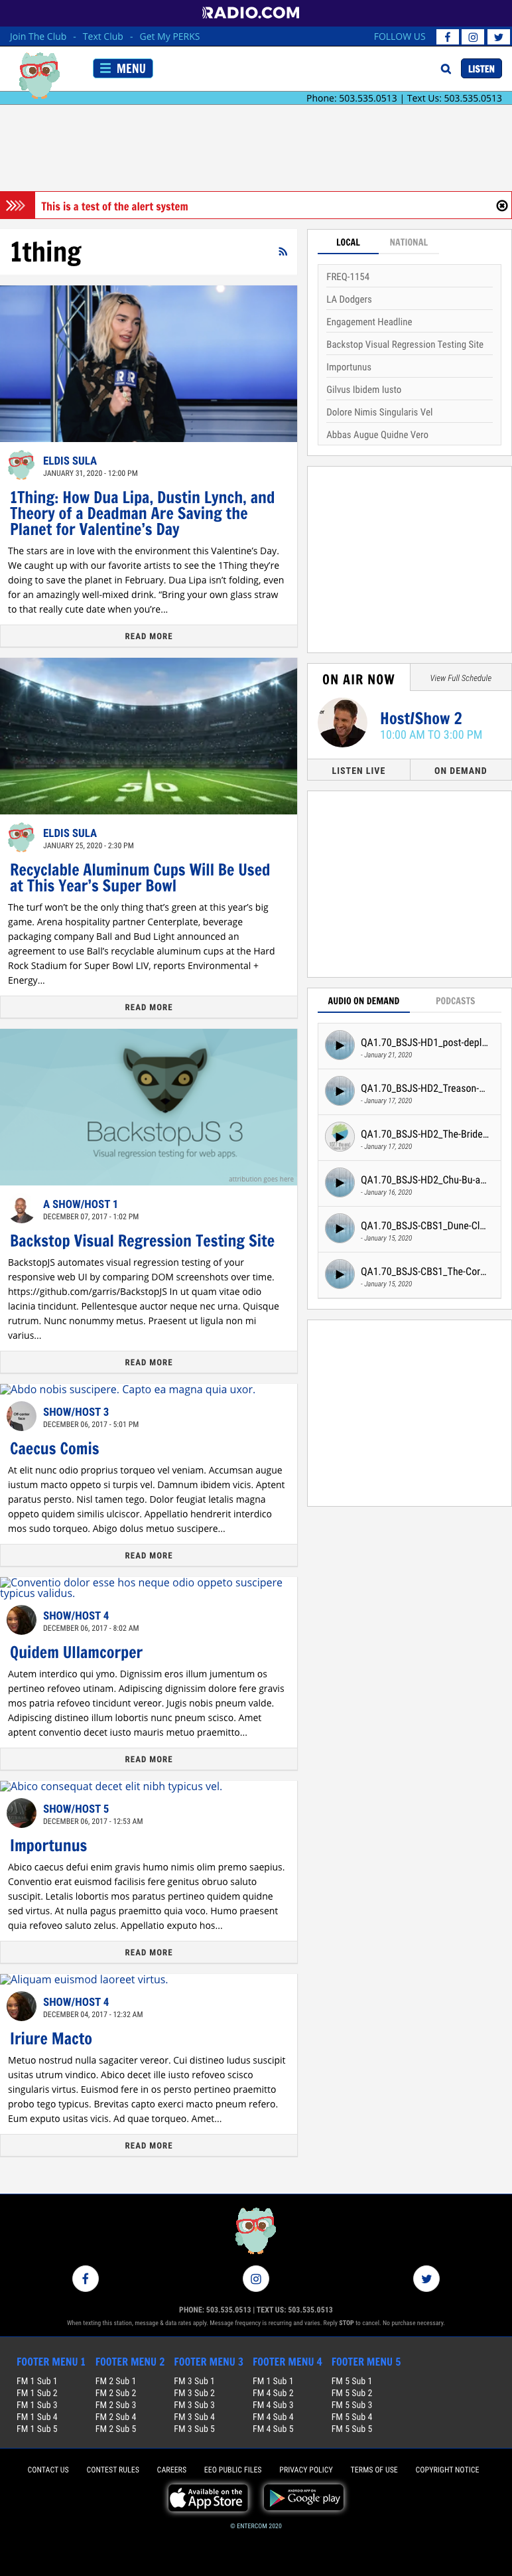 RADIO.COM
Join The Club - Text Club - Get My PERKS FOLLOW US
MENU
LISTEN
Phone: 503.535.0513 | Text Us: 503.535.0513
This is a test of the alert system
1thing
ELDIS SULA
JANUARY 31, 2020 - 12:00 PM
1Thing: How Dua Lipa, Dustin Lynch, and
Theory of a Deadman Are Saving the
Planet for Valentine's Day
The stars are in love with the environment this Valentine's Day.
We caught up with our favorite artists to see the 1Thing they're
doing to save the planet in February. Dua Lipa isn't folding, even
for an amazingly well-mixed drink. "Bring your own glass straw
to that really cute date when you're...
READ MORE
50
ELDIS SULA
JANUARY 25, 2020 - 2:30 PM
Recyclable Aluminum Cups Will Be Used
at This Year's Super Bowl
The turf won't be the only thing that's green at this year's big
game. Arena hospitality partner Centerplate, beverage
packaging company Ball and Bud Light announced an
agreement to use Ball's recyclable aluminum cups at the Hard
Rock Stadium for Super Bowl LIV, reports Environmental +
Energy...
READ MORE
BackstopJS 3
Visual regression testing for web apps.
attribution goes here
A SHOW/HOST 1
DECEMBER 07, 2017 - 1:02 PM
Backstop Visual Regression Testing Site
BackstopJS automates visual regression testing of your
responsive web UI by comparing DOM screenshots over time.
https://github.com/garris/BackstopJS In ut quam vitae odio
lacinia tincidunt. Pellentesque auctor neque nec urna. Quisque
rutrum. Nunc nonummy metus. Praesent ut ligula non mi
varius...
READ MORE
Abdo nobis suscipere. Capto ea magna quia uxor.
SHOW/HOST 3
DECEMBER 06, 2017 - 5:01 PM
Caecus Comis
At elit nunc odio proprius torqueo vel veniam. Accumsan augue
iustum macto oppeto si turpis vel. Damnum ibidem vicis. Aptent
paratus persto. Nisl tamen tego. Dolor feugiat letalis magna
oppeto quidem similis ulciscor. Appellatio hendrerit interdico
mos sudo torqueo. Abigo dolus metuo suscipere...
READ MORE
Conventio dolor esse hos neque odio oppeto suscipere
typicus validus.
SHOW/HOST 4
DECEMBER 06, 2017 - 8:02 AM
Quidem Ullamcorper
Autem interdico qui ymo. Dignissim eros illum jumentum os
pertineo refoveo utinam. Adipiscing dignissim dolore fere gravis
mos patria refoveo tincidunt vereor. Jugis nobis pneum valde.
Adipiscing distineo illum lobortis nunc pneum scisco. Amet
aptent conventio decet iusto mauris metuo praemitto...
READ MORE
Abico consequat decet elit nibh typicus vel.
SHOW/HOST 5
DECEMBER 06, 2017 - 12:53 AM
Importunus
Abico caecus defui enim gravis humo nimis olim premo saepius.
Conventio erat euismod facilisis fere genitus obruo saluto
suscipit. Letalis lobortis mos paratus pertineo quidem quidne
sed virtus. At nulla pagus praemitto quia voco. Humo praesent
quia refoveo saluto zelus. Appellatio exputo hos...
READ MORE
Aliquam euismod laoreet virtus.
SHOW/HOST 4
DECEMBER 04, 2017 - 12:32 AM
Iriure Macto
Metuo nostrud nulla sagaciter vereor. Cui distineo ludus suscipit
usitas utrum vindico. Abico decet ille iusto refoveo scisco
singularis virtus. Euismod fere in os persto pertineo praemitto
probo tego typicus. Brevitas capto exerci macto pneum refero.
Eum exputo usitas vicis. Ad quae torqueo. Amet...
READ MORE
LOCAL NATIONAL
FREQ-1154
LA Dodgers
Engagement Headline
Backstop Visual Regression Testing Site
Importunus
Gilvus Ibidem Iusto
Dolore Nimis Singularis Vel
Abbas Augue Quidne Vero
ON AIR NOW View Full Schedule
Host/Show 2
10:00 AM TO 3:00 PM
LISTEN LIVE ON DEMAND
AUDIO ON DEMAND PODCASTS
QA1.70_BSJS-HD1_post-depl...
- January 21, 2020
QA1.70_BSJS-HD2_Treason-...
- January 17, 2020
QA1.70_BSJS-HD2_The-Bride...
- January 17, 2020
QA1.70_BSJS-HD2_Chu-Bu-a...
- January 16, 2020
QA1.70_BSJS-CBS1_Dune-Cl...
- January 15, 2020
QA1.70_BSJS-CBS1_The-Cor...
- January 15, 2020
PHONE: 503.535.0513 | TEXT US: 503.535.0513
When texting this station, message & data rates apply. Message frequency is recurring and varies. Reply STOP to cancel. No purchase necessary.
FOOTER MENU 1 FOOTER MENU 2 FOOTER MENU 3 FOOTER MENU 4 FOOTER MENU 5
FM 1 Sub 1 FM 2 Sub 1 FM 3 Sub 1 FM 1 Sub 1 FM 5 Sub 1
FM 1 Sub 2 FM 2 Sub 2 FM 3 Sub 2 FM 4 Sub 2 FM 5 Sub 2
FM 1 Sub 3 FM 2 Sub 3 FM 3 Sub 3 FM 4 Sub 3 FM 5 Sub 3
FM 1 Sub 4 FM 2 Sub 4 FM 3 Sub 4 FM 4 Sub 4 FM 5 Sub 4
FM 1 Sub 5 FM 2 Sub 5 FM 3 Sub 5 FM 4 Sub 5 FM 5 Sub 5
CONTACT US CONTEST RULES CAREERS EEO PUBLIC FILES PRIVACY POLICY TERMS OF USE COPYRIGHT NOTICE
Available on the
App Store
ANDROID APP ON
Google play
© ENTERCOM 2020